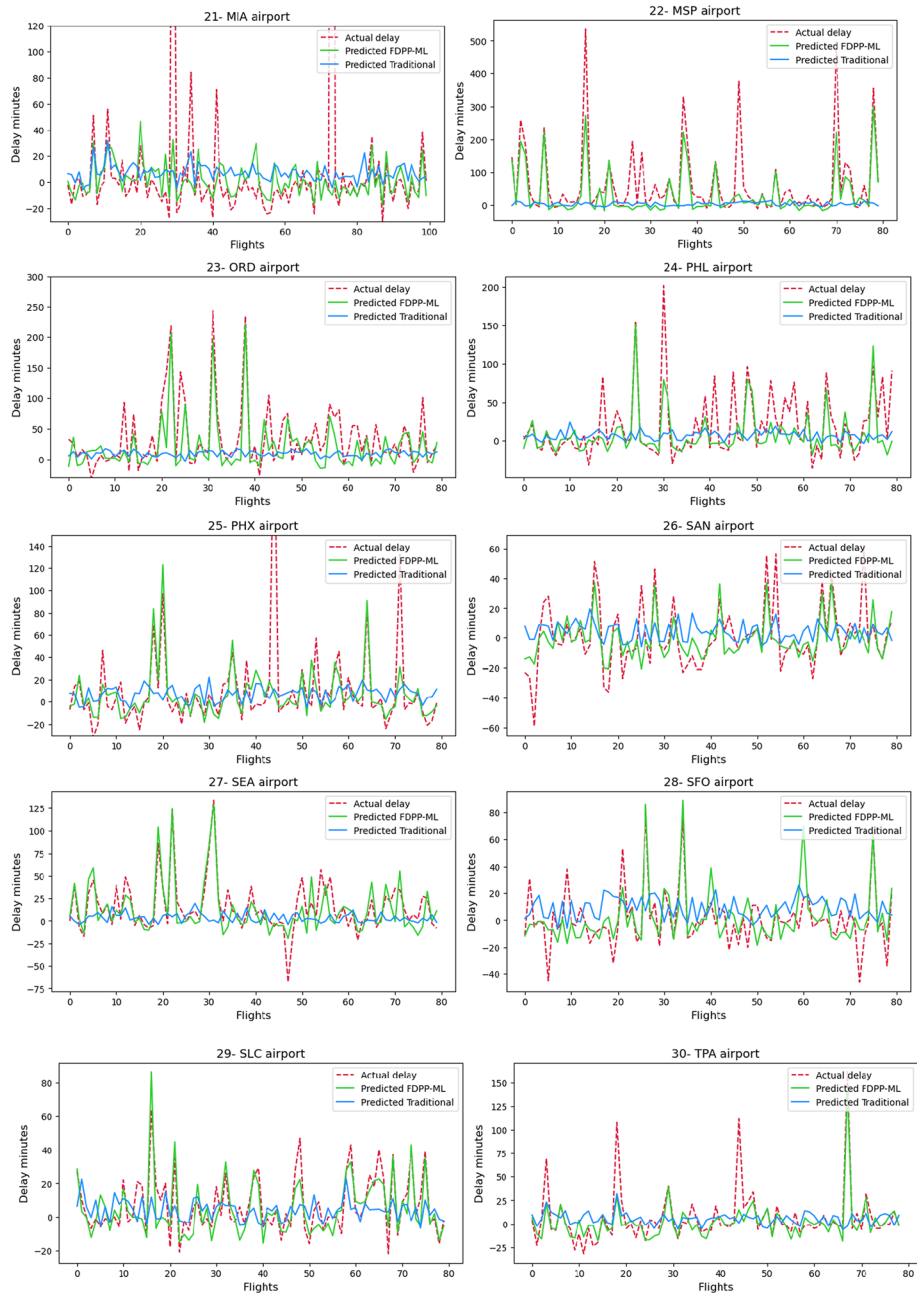 21- MIA airport
Delay minutes
120
100
80
60
40
20
0
−20
Actual delay
Predicted FDPP-ML
Predicted Traditional
0 20 40 60 80 100
Flights
22- MSP airport
Delay minutes
500
400
300
200
100
0
Actual delay
Predicted FDPP-ML
Predicted Traditional
0 10 20 30 40 50 60 70 80
Flights
23- ORD airport
Delay minutes
300
250
200
150
100
50
0
Actual delay
Predicted FDPP-ML
Predicted Traditional
0 10 20 30 40 50 60 70 80
Flights
24- PHL airport
Delay minutes
200
150
100
50
0
Actual delay
Predicted FDPP-ML
Predicted Traditional
0 10 20 30 40 50 60 70 80
Flights
25- PHX airport
Delay minutes
140
120
100
80
60
40
20
0
−20
Actual delay
Predicted FDPP-ML
Predicted Traditional
0 10 20 30 40 50 60 70 80
Flights
26- SAN airport
Delay minutes
60
40
20
0
−20
−40
−60
Actual delay
Predicted FDPP-ML
Predicted Traditional
0 10 20 30 40 50 60 70 80
Flights
27- SEA airport
Delay minutes
125
100
75
50
25
0
−25
−50
−75
Actual delay
Predicted FDPP-ML
Predicted Traditional
0 10 20 30 40 50 60 70 80
Flights
28- SFO airport
Delay minutes
80
60
40
20
0
−20
−40
Actual delay
Predicted FDPP-ML
Predicted Traditional
0 10 20 30 40 50 60 70 80
Flights
29- SLC airport
Delay minutes
80
60
40
20
0
−20
Actual delay
Predicted FDPP-ML
Predicted Traditional
0 10 20 30 40 50 60 70 80
Flights
30- TPA airport
Delay minutes
150
125
100
75
50
25
0
−25
Actual delay
Predicted FDPP-ML
Predicted Traditional
0 10 20 30 40 50 60 70 80
Flights